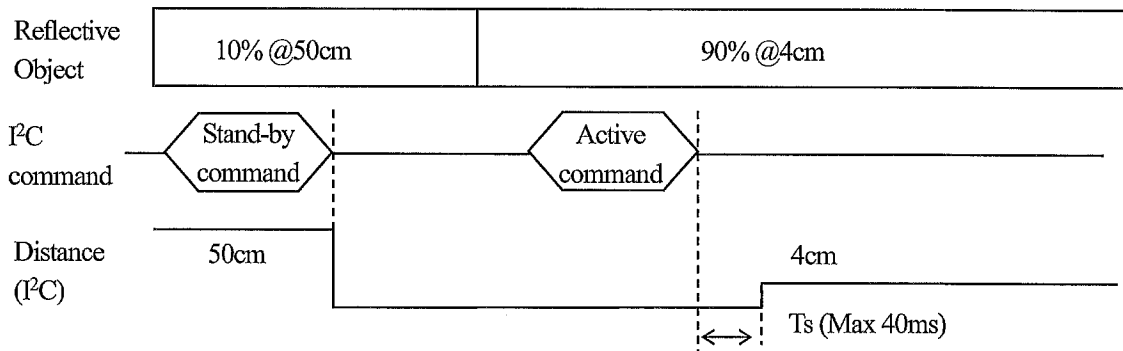 Reflective
Object
10% @50cm
90% @4cm
I²C
command
Stand-by
command
Active
command
Distance
(I²C)
50cm
4cm
Ts (Max 40ms)